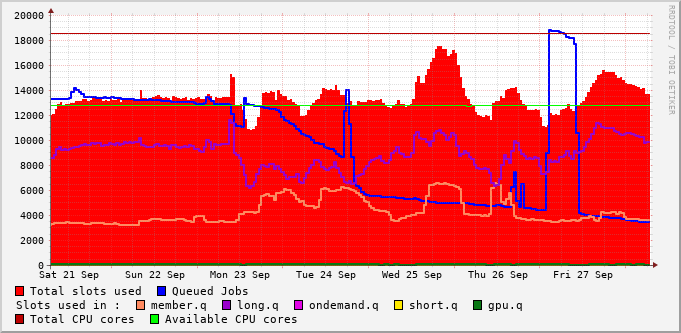 20000
18000
16000
14000
12000
10000
8000
6000
4000
2000
0
Sat 21 Sep Sun 22 Sep Mon 23 Sep Tue 24 Sep Wed 25 Sep Thu 26 Sep Fri 27 Sep
RRDTOOL / TOBI OETIKER
Total slots used Queued Jobs
Slots used in : member.q long.q ondemand.q short.q gpu.q
Total CPU cores Available CPU cores